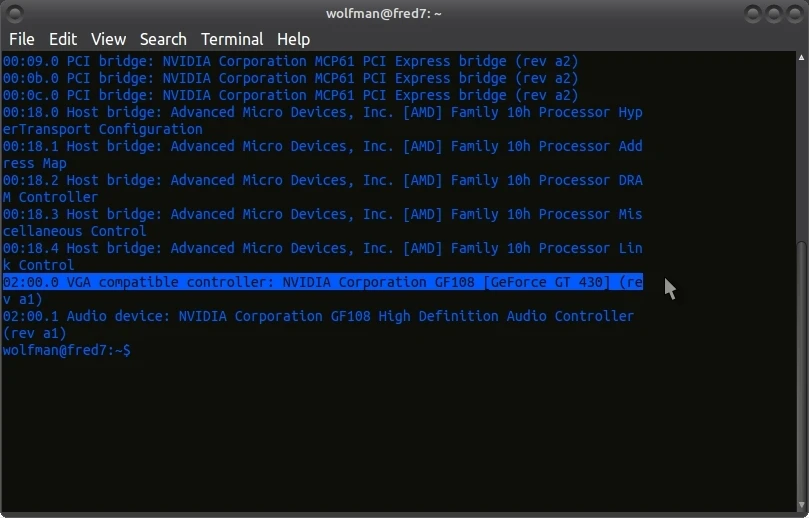 wolfman@fred7: ~
File Edit View Search Terminal Help
00:09.0 PCI bridge: NVIDIA Corporation MCP61 PCI Express bridge (rev a2)
00:0b.0 PCI bridge: NVIDIA Corporation MCP61 PCI Express bridge (rev a2)
00:0c.0 PCI bridge: NVIDIA Corporation MCP61 PCI Express bridge (rev a2)
00:18.0 Host bridge: Advanced Micro Devices, Inc. [AMD] Family 10h Processor Hyp
erTransport Configuration
00:18.1 Host bridge: Advanced Micro Devices, Inc. [AMD] Family 10h Processor Add
ress Map
00:18.2 Host bridge: Advanced Micro Devices, Inc. [AMD] Family 10h Processor DRA
M Controller
00:18.3 Host bridge: Advanced Micro Devices, Inc. [AMD] Family 10h Processor Mis
cellaneous Control
00:18.4 Host bridge: Advanced Micro Devices, Inc. [AMD] Family 10h Processor Lin
k Control
02:00.0 VGA compatible controller: NVIDIA Corporation GF108 [GeForce GT 430] (re
v a1)
02:00.1 Audio device: NVIDIA Corporation GF108 High Definition Audio Controller
(rev a1)
wolfman@fred7:~$